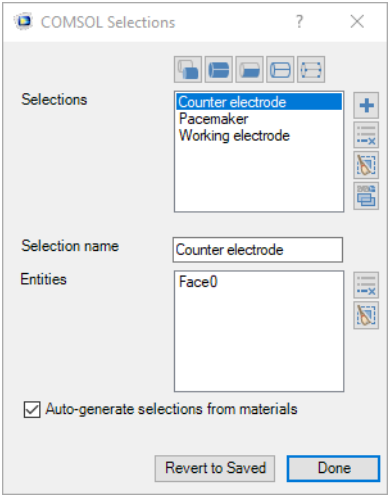 COMSOL Selections
?
Selections
Counter electrode
Pacemaker
Working electrode
Selection name
Counter electrode
Entities
Face0
Auto-generate selections from materials
Revert to Saved
Done